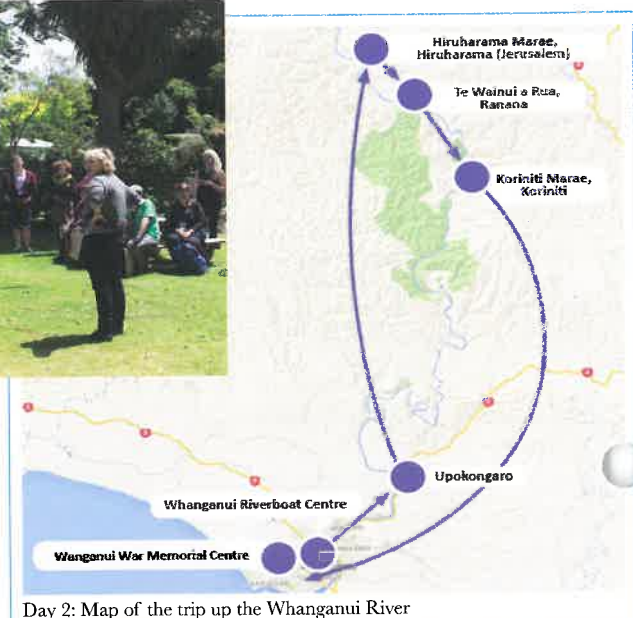 Hiruharama Marae,
Hiruharama (Jerusalem)
Te Wainui a Rua,
Ranana
Koriniti Marae,
Koriniti
Upokongaro
Whanganui Riverboat Centre
Wanganui War Memorial Centre
Day 2: Map of the trip up the Whanganui River